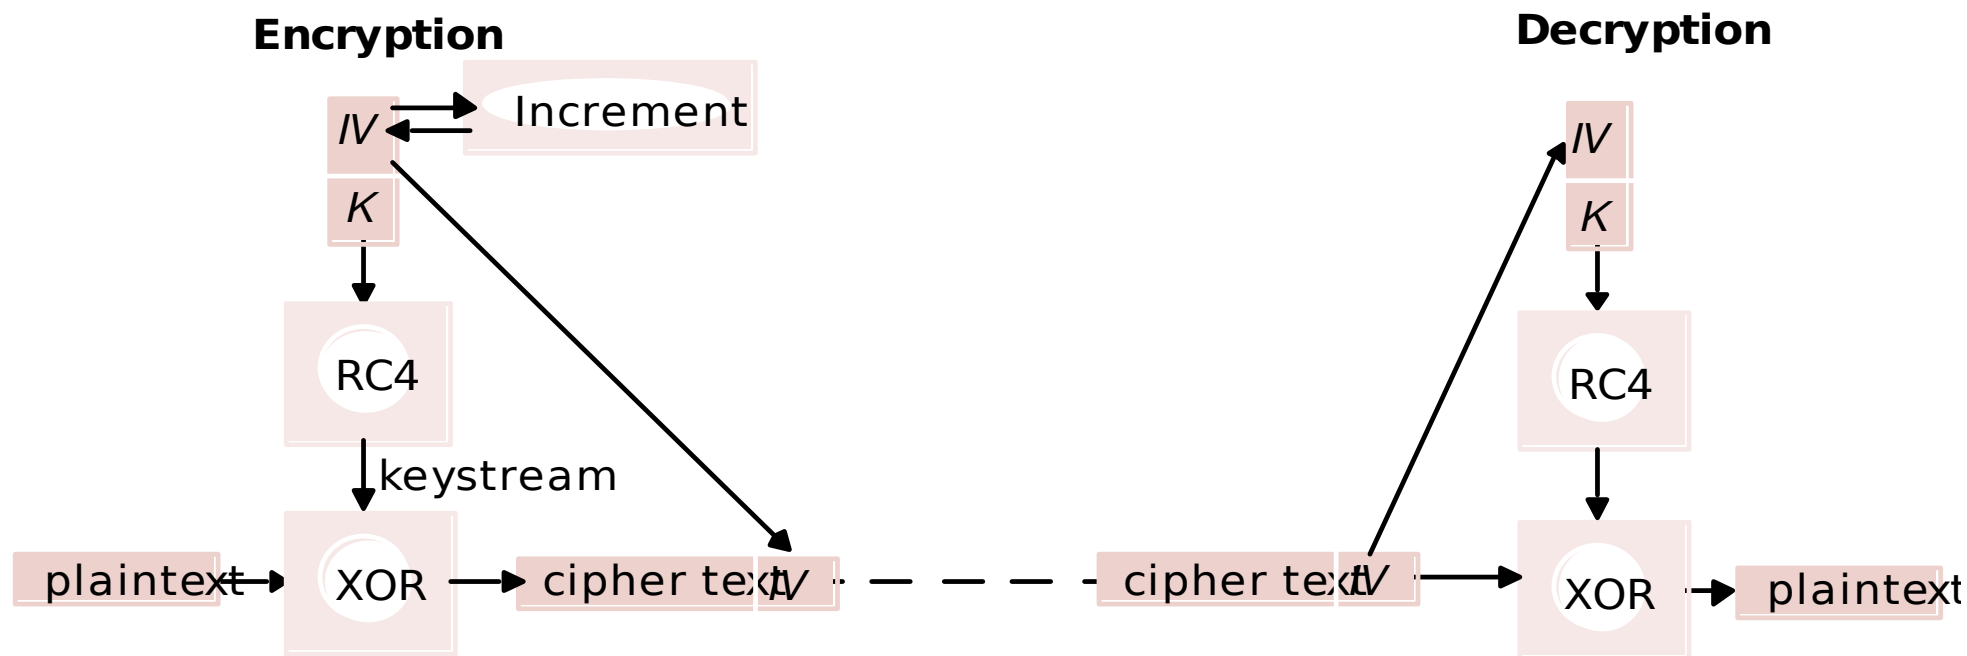 Encryption
Decryption
Increment
IV
IV
K
K
RC4
RC4
keystream
plaintext
XOR
cipher text
IV
cipher text
IV
XOR
plaintext